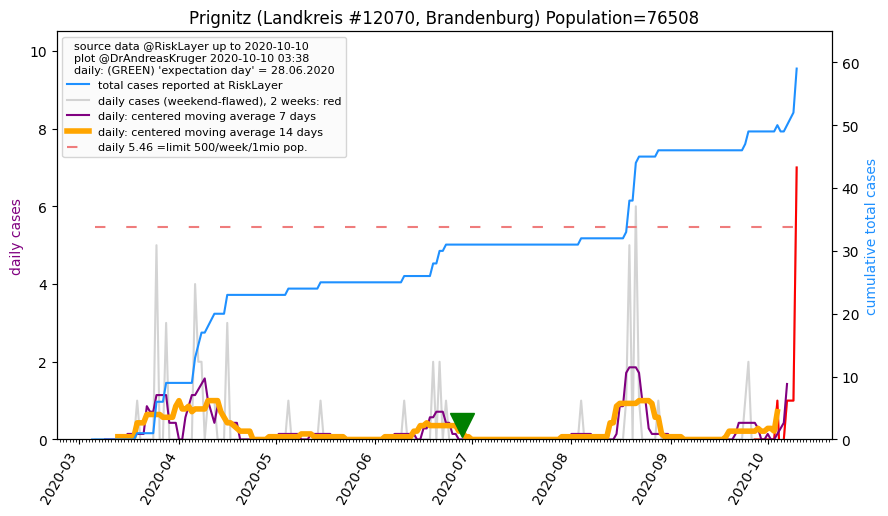 Prignitz (Landkreis #12070, Brandenburg) Population=76508
source data @RiskLayer up to 2020-10-10
plot @DrAndreasKruger 2020-10-10 03:38
daily: (GREEN) 'expectation day' = 28.06.2020
total cases reported at RiskLayer
daily cases (weekend-flawed), 2 weeks: red
daily: centered moving average 7 days
daily: centered moving average 14 days
daily 5.46 =limit 500/week/1mio pop.
daily cases
10
8
6
4
2
0
cumulative total cases
60
50
40
30
20
10
0
2020-03
2020-04
2020-05
2020-06
2020-07
2020-08
2020-09
2020-10